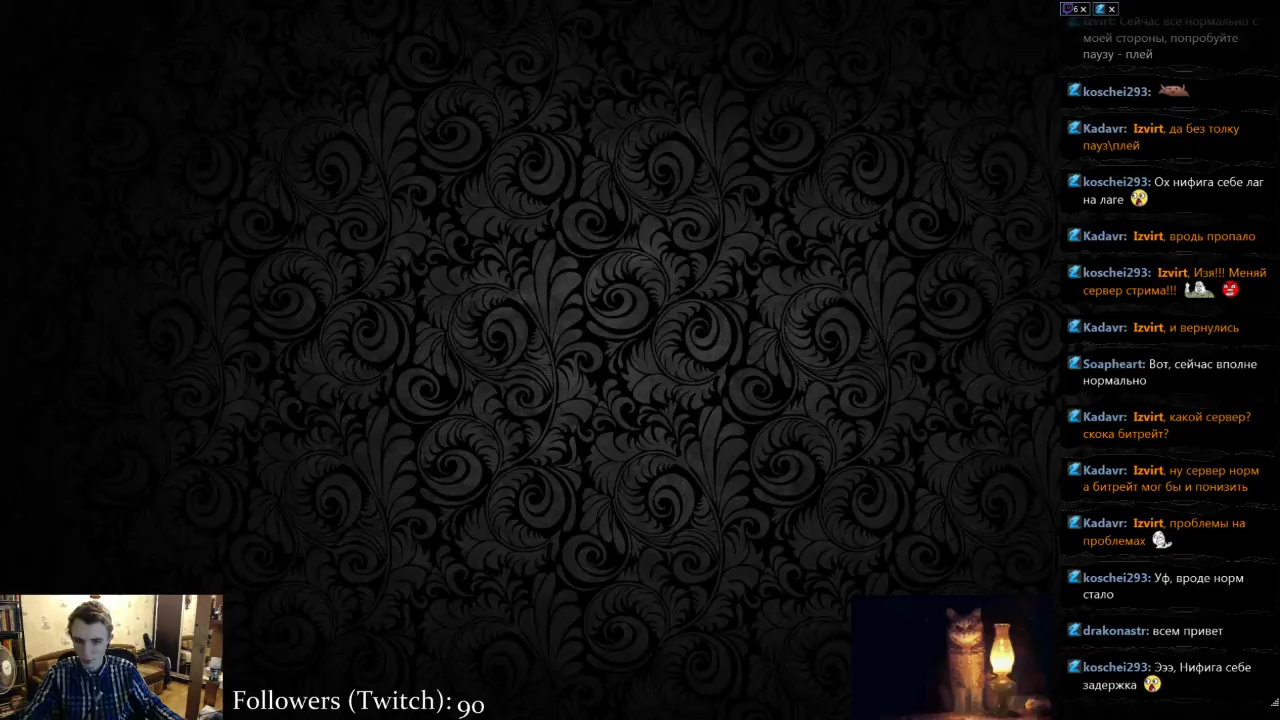 6
Izvirt: Сейчас все нормально с
моей стороны, попробуйте
паузу - плей
koschei293:
Kadavr: Izvirt, да без толку
пауз\плей
koschei293: Ох нифига себе лаг
на лаге
Kadavr: Izvirt, вродь пропало
koschei293: Izvirt, Изя!!! Меняй
сервер стрима!!!
Kadavr: Izvirt, и вернулись
Soapheart: Вот, сейчас вполне
нормально
Kadavr: Izvirt, какой сервер?
скока битрейт?
Kadavr: Izvirt, ну сервер норм
а битрейт мог бы и понизить
Kadavr: Izvirt, проблемы на
проблемах
koschei293: Уф, вроде норм
стало
drakonastr: всем привет
koschei293: Эээ, Нифига себе
задержка
Followers (Twitch): 90